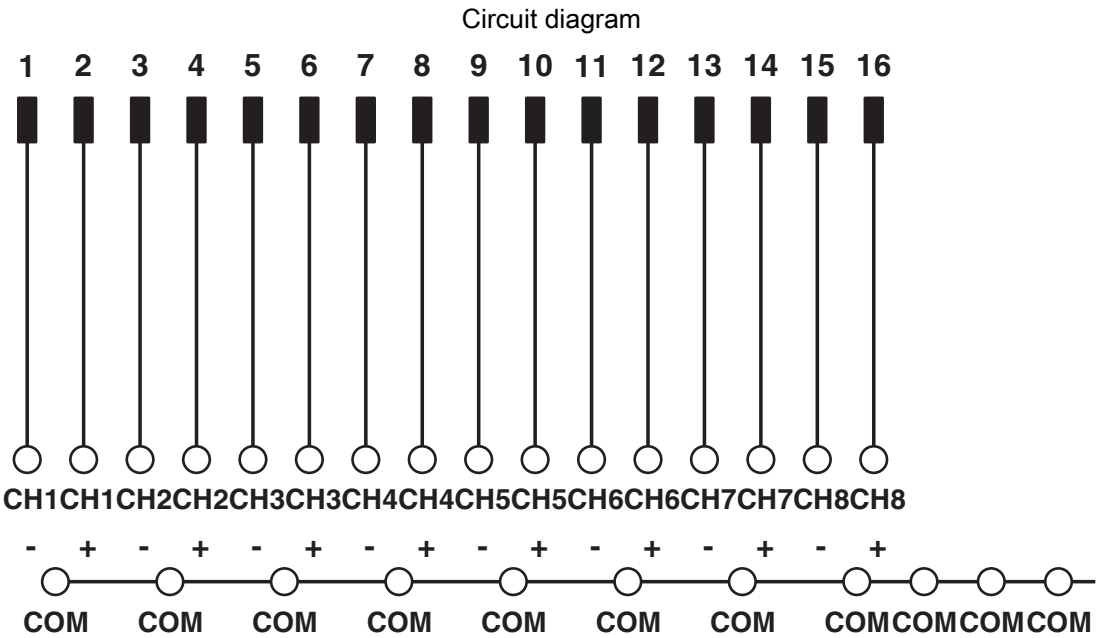 Circuit diagram
1 2 3 4 5 6 7 8 9 10 11 12 13 14 15 16
CH1CH1CH2CH2CH3CH3CH4CH4CH5CH5CH6CH6CH7CH7CH8CH8
- + - + - + - + - + - + - + - +
COM COM COM COM COM COM COM COMCOMCOMCOM